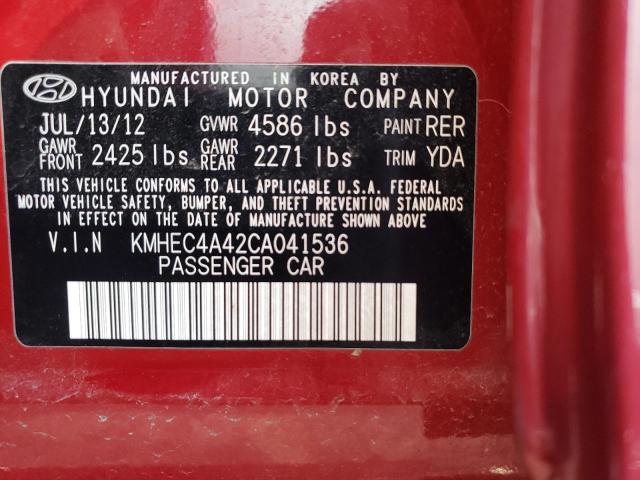 MANUFACTURED IN KOREA BY
HYUNDAI MOTOR COMPANY
JUL/13/12 GVWR 4586 lbs PAINT RER
GAWR FRONT 2425 lbs GAWR REAR 2271 lbs TRIM YDA
THIS VEHICLE CONFORMS TO ALL APPLICABLE U.S.A. FEDERAL
MOTOR VEHICLE SAFETY, BUMPER, AND THEFT PREVENTION STANDARDS
IN EFFECT ON THE DATE OF MANUFACTURE SHOWN ABOVE
V.I.N KMHEC4A42CA041536
PASSENGER CAR